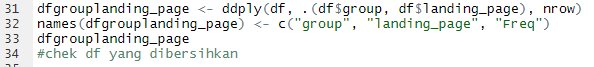 31 dfgrouplanding_page <- ddply(df, .(df$group, df$landing_page), nrow)
32 names(dfgrouplanding_page) <- c("group", "landing_page", "Freq")
33 dfgrouplanding_page
34 #chek df yang dibersihkan